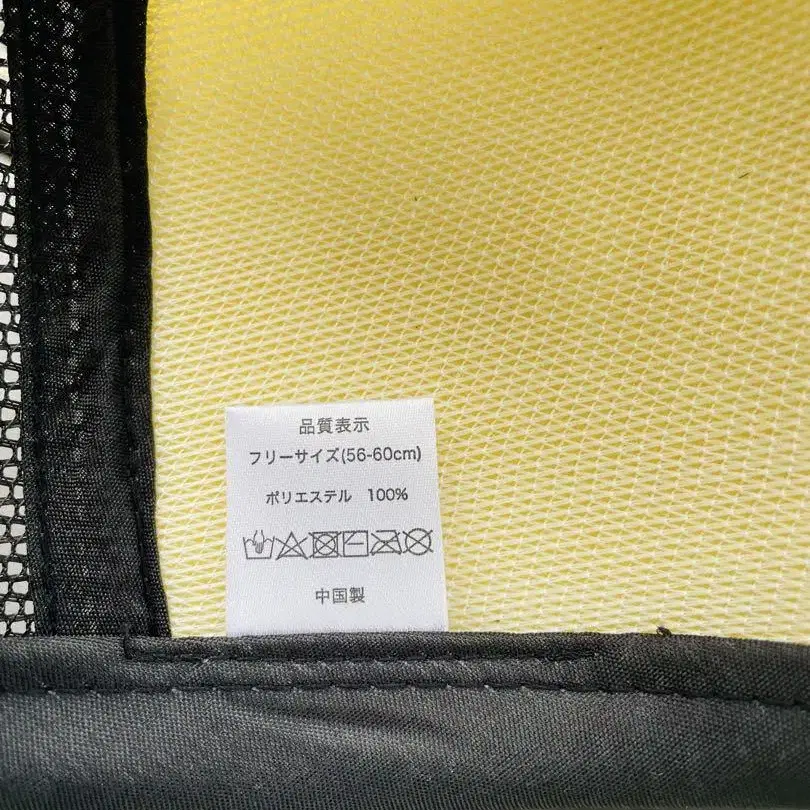 品質表示
フリーサイズ(56-60cm)
ポリエステル 100%
中国製